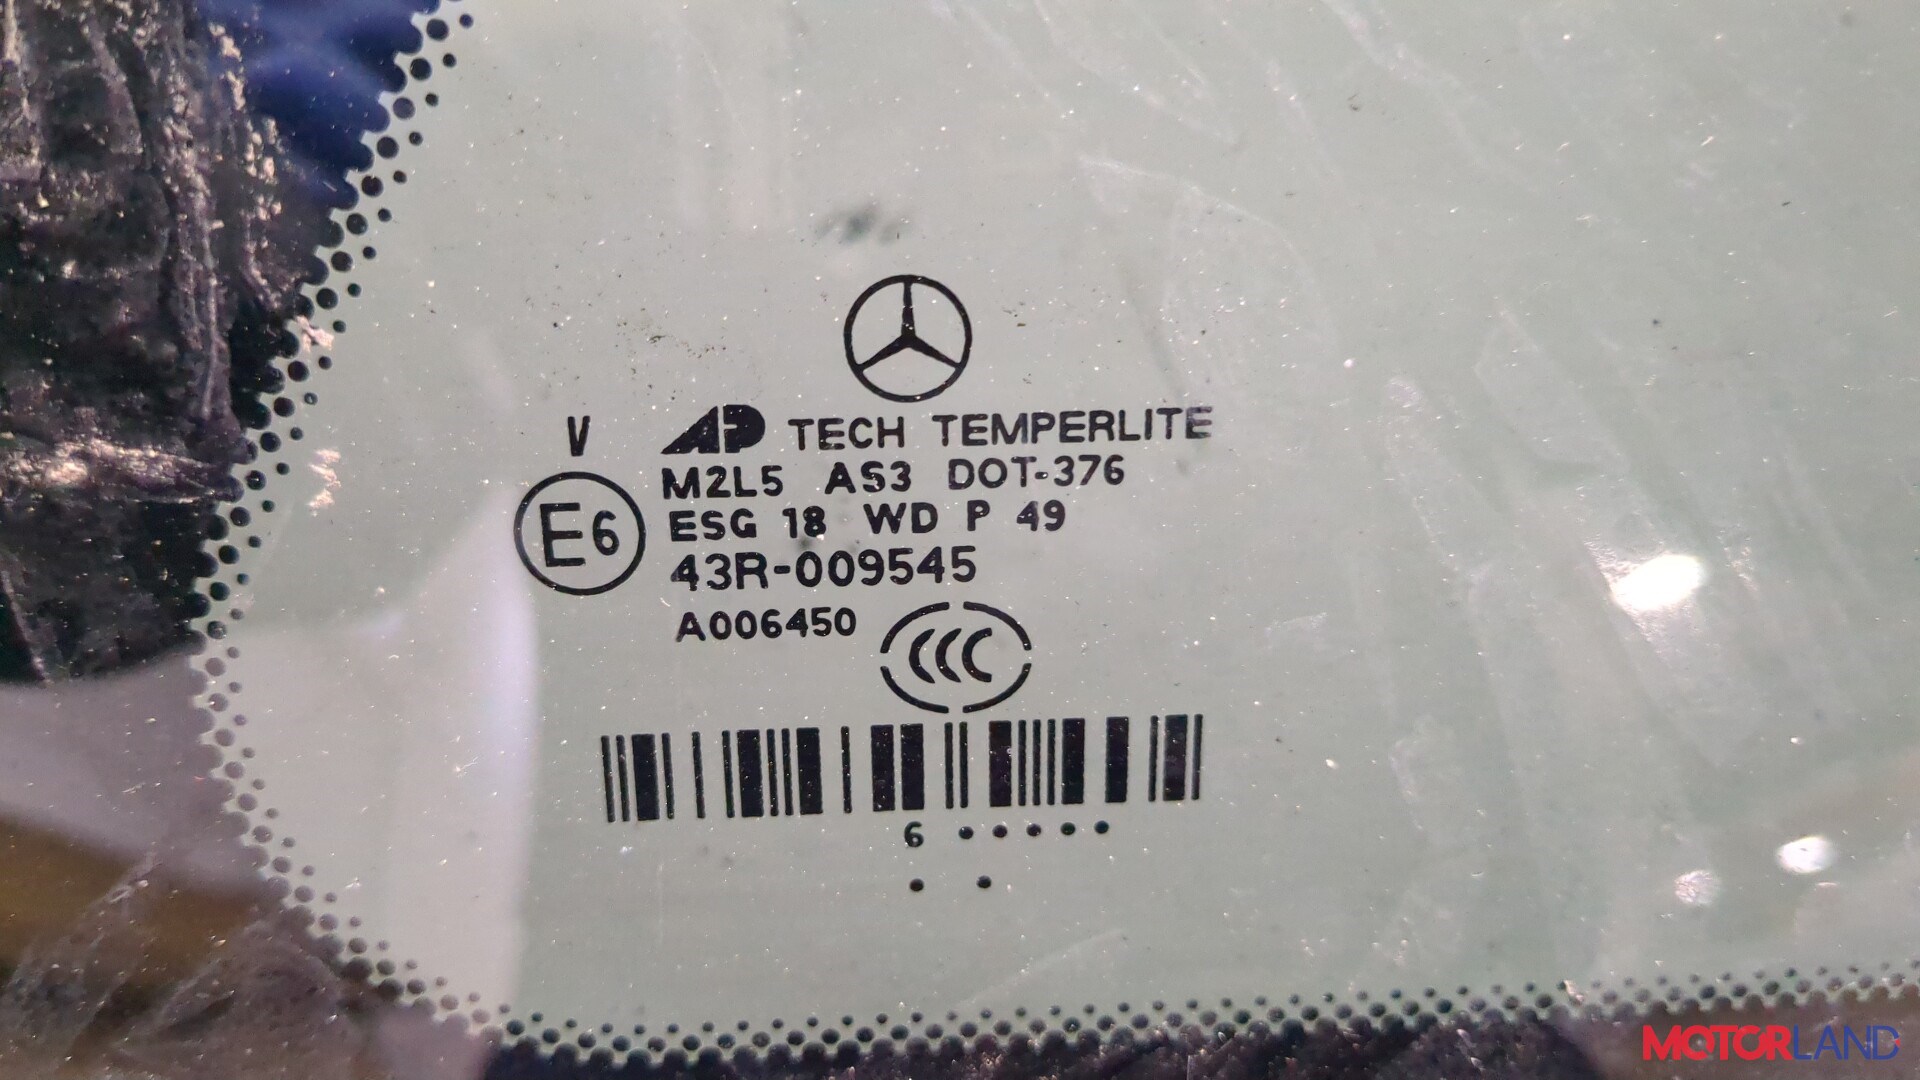 V AP TECH TEMPERLITE
M2L5 AS3 DOT-376
E6 ESG 18 WD P 49
43R-009545
A006450 CCC
6 • • • • •
• •
MOTORLAND